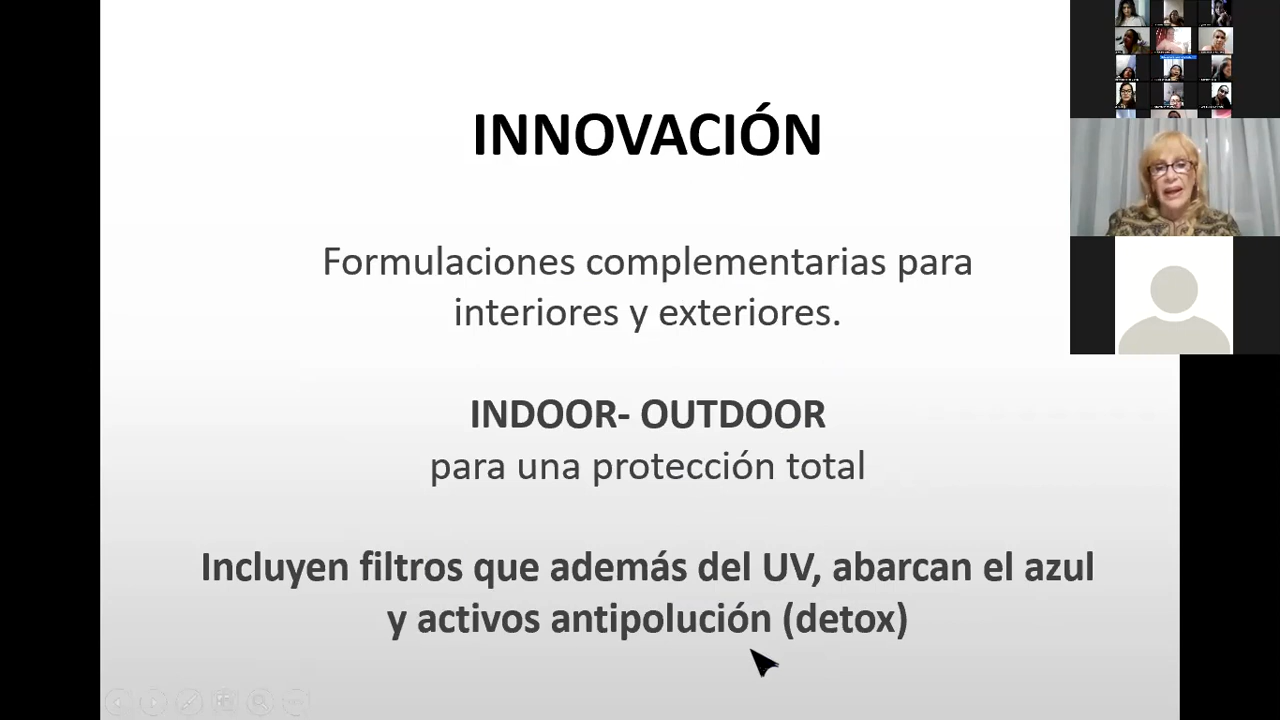 INNOVACIÓN
Formulaciones complementarias para
interiores y exteriores.
INDOOR- OUTDOOR
para una protección total
Incluyen filtros que además del UV, abarcan el azul
y activos antipolución (detox)